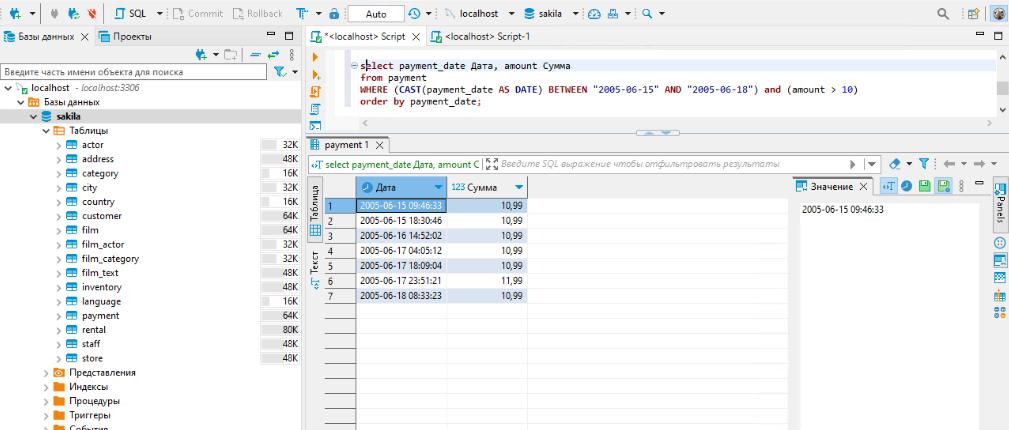 SQL Commit Rollback Auto localhost sakila
Базы данных Проекты
*<localhost> Script <localhost> Script-1
Введите часть имени объекта для поиска
localhost - localhost:3306
Базы данных
sakila
Таблицы
actor 32K
address 48K
category 16K
city 32K
country 16K
customer 64K
film 64K
film_actor 32K
film_category 32K
film_text 48K
inventory 48K
language 16K
payment 64K
rental 80K
staff 48K
store 48K
Представления
Индексы
Процедуры
Триггеры
События
select payment_date Дата, amount Сумма
from payment
WHERE (CAST(payment_date AS DATE) BETWEEN "2005-06-15" AND "2005-06-18") and (amount > 10)
order by payment_date;
payment 1
select payment_date Дата, amount С Введите SQL выражение чтобы отфильтровать результаты
Таблица
Текст
Дата 123 Сумма
1 2005-06-15 09:46:33 10,99
2 2005-06-15 18:30:46 10,99
3 2005-06-16 14:52:02 10,99
4 2005-06-17 04:05:12 10,99
5 2005-06-17 18:09:04 10,99
6 2005-06-17 23:51:21 11,99
7 2005-06-18 08:33:23 10,99
Значение
2005-06-15 09:46:33
Panels